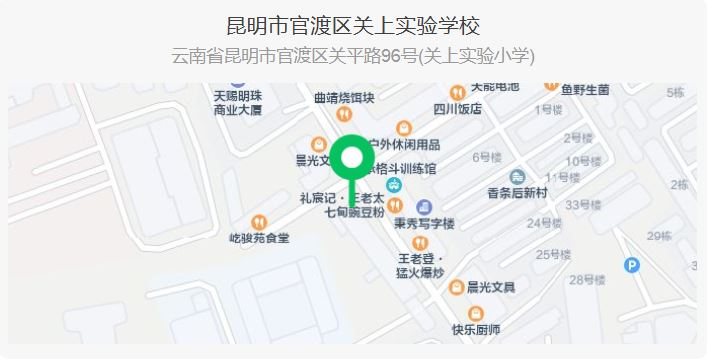 昆明市官渡区关上实验学校
云南省昆明市官渡区关平路96号(关上实验小学)
天能电池
鱼野生菌
5栋
天赐明珠
商业大厦
曲靖烧饵块
四川饭店
1号楼
户外休闲用品
2号楼
晨光文
格斗训练馆
6号楼
10号楼
11号楼
2栋
香条后新村
礼宸记·王老太
七甸豌豆粉
33号楼
秉秀写字楼
24号楼
屹骏苑食堂
29栋
王老登·
猛火爆炒
25号楼
P
28号楼
晨光文具
快乐厨师